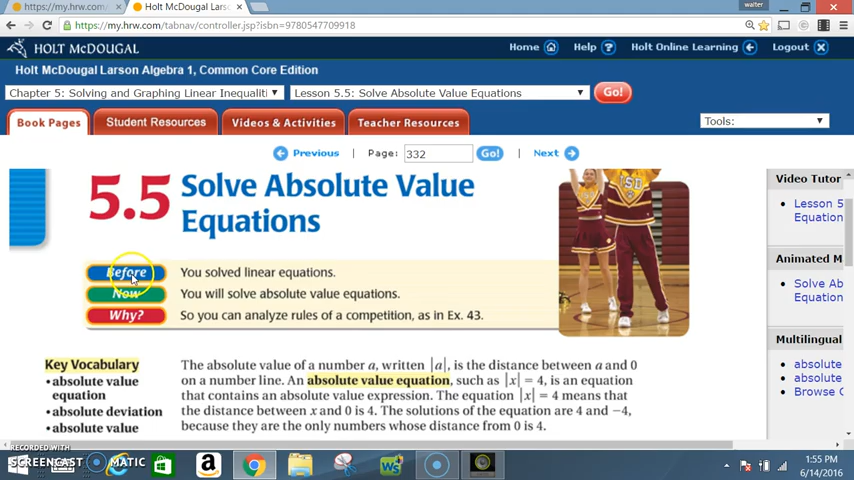 https://my.hrw.com/tabnav/
Holt McDougal Larsc
walter
https://my.hrw.com/tabnav/controller.jsp?isbn=9780547709918
HOLT McDOUGAL
Home
Help ?
Holt Online Learning
Logout X
Holt McDougal Larson Algebra 1, Common Core Edition
Chapter 5: Solving and Graphing Linear Inequaliti
Lesson 5.5: Solve Absolute Value Equations
Go!
Book Pages
Student Resources
Videos & Activities
Teacher Resources
Tools:
Previous | Page: 332 Go! | Next
5.5 Solve Absolute Value
Equations
Before You solved linear equations.
Now You will solve absolute value equations.
Why? So you can analyze rules of a competition, as in Ex. 43.
Key Vocabulary
• absolute value
equation
• absolute deviation
• absolute value
The absolute value of a number a, written |a|, is the distance between a and 0
on a number line. An absolute value equation, such as |x| = 4, is an equation
that contains an absolute value expression. The equation |x| = 4 means that
the distance between x and 0 is 4. The solutions of the equation are 4 and −4,
because they are the only numbers whose distance from 0 is 4.
ISD
Video Tutor
• Lesson 5
Equation
Animated M
• Solve Ab
Equation
Multilingual
• absolute
• absolute
• Browse G
RECORDED WITH
SCREENCAST MATIC
1:55 PM
6/14/2016